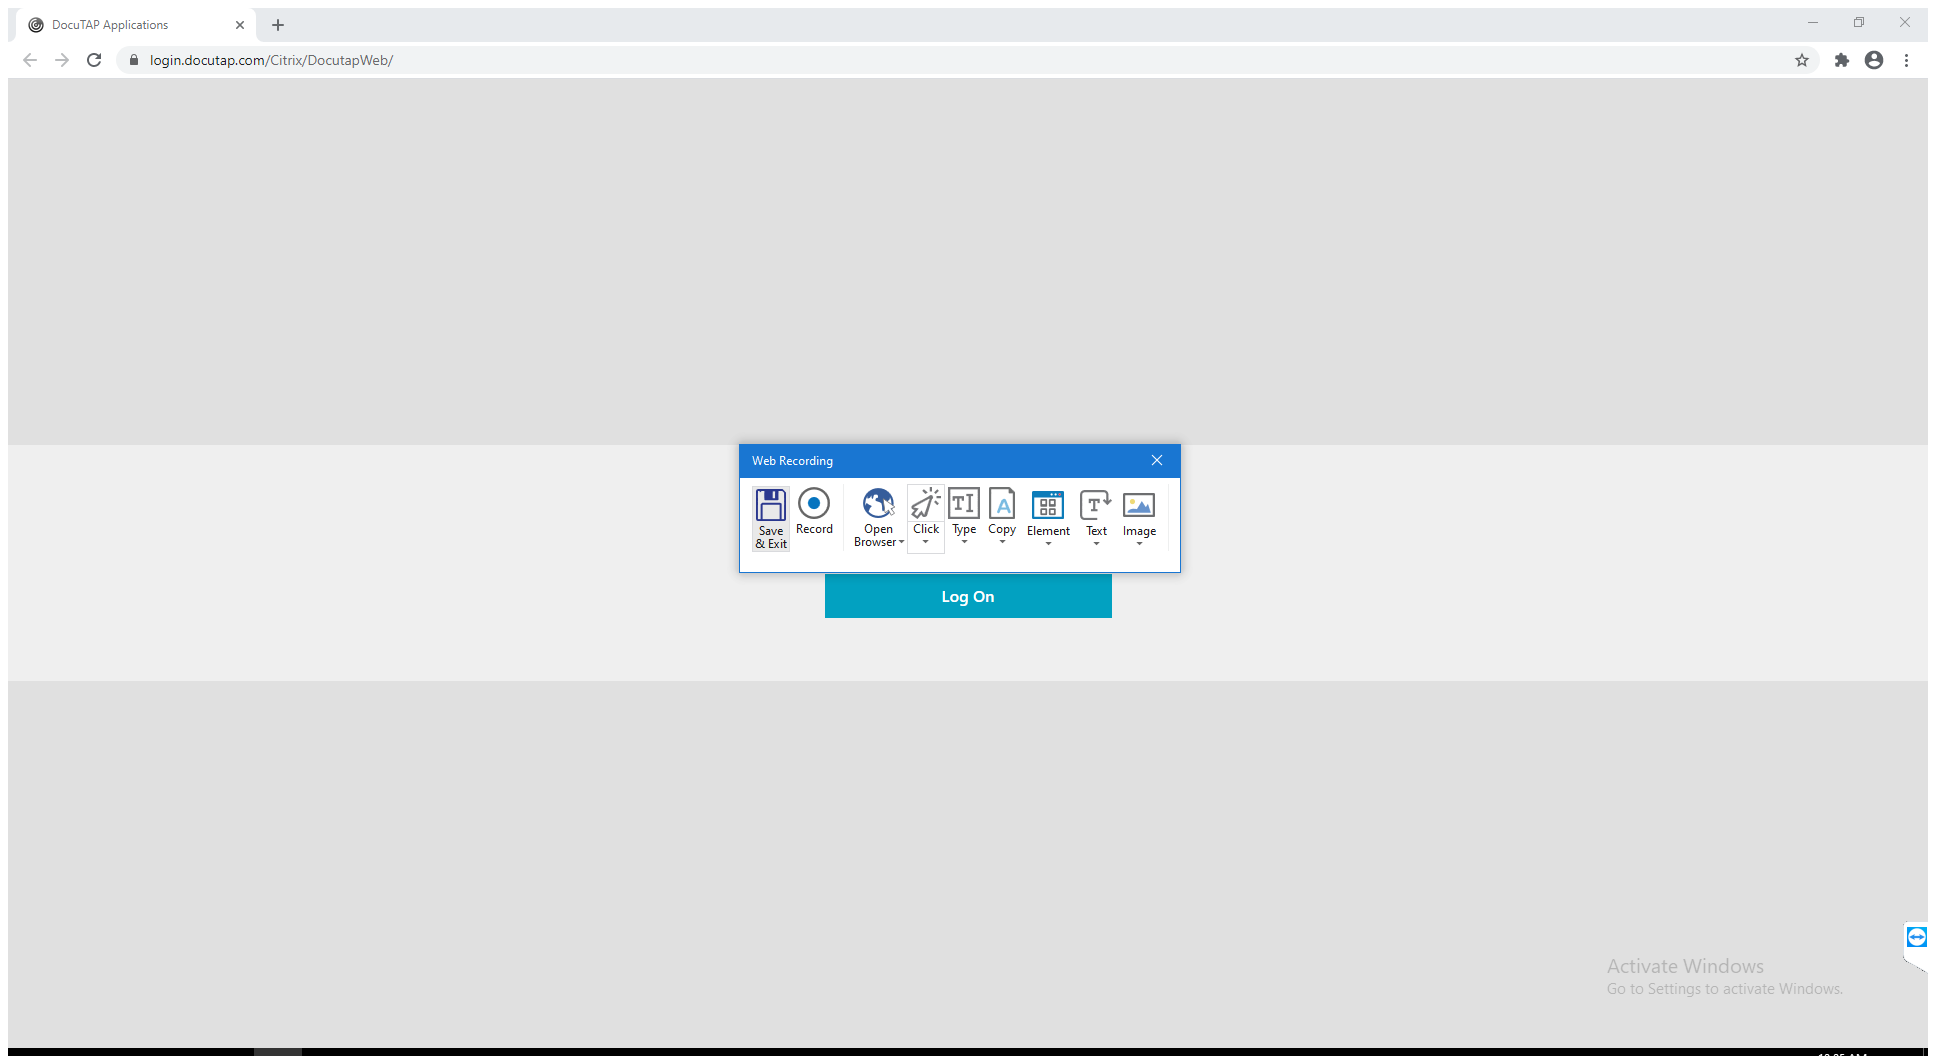 DocuTAP Applications
login.docutap.com/Citrix/DocutapWeb/
Web Recording
Save
& Exit
Record
Open
Browser
Click
Type
Copy
Element
Text
Image
Log On
Activate Windows
Go to Settings to activate Windows.